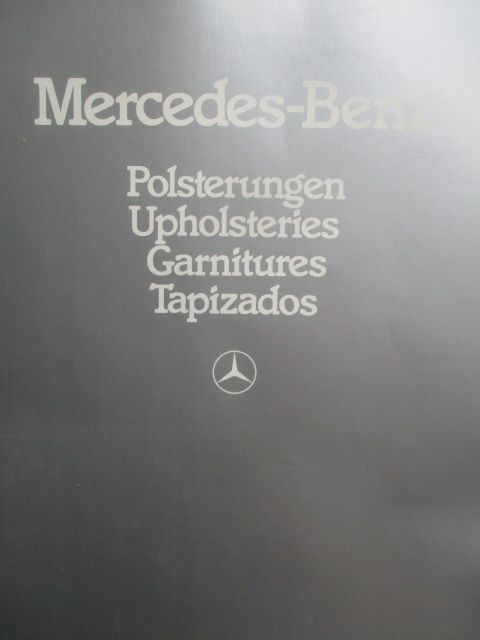 Mercedes-Benz
Polsterungen
Upholsteries
Garnitures
Tapizados